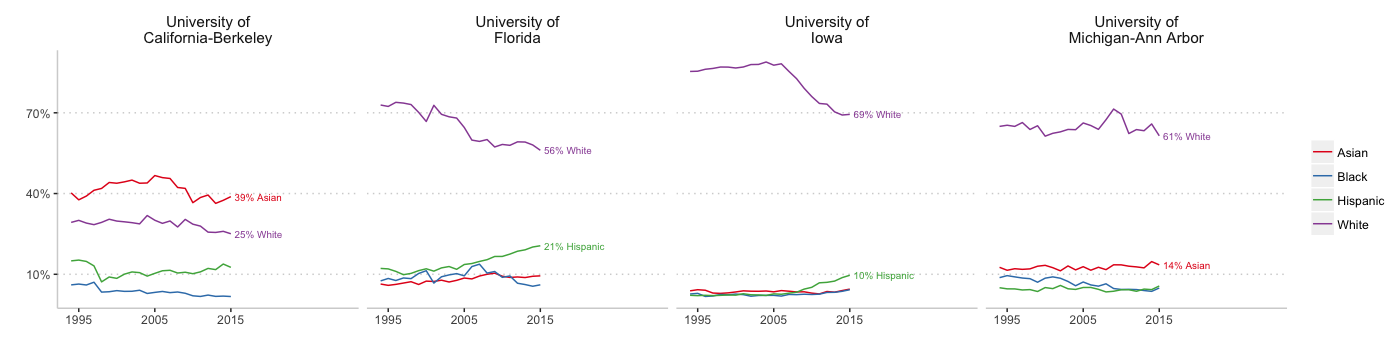 University of
California-Berkeley
University of
Florida
University of
Iowa
University of
Michigan-Ann Arbor
70%
40%
10%
39% Asian
25% White
56% White
21% Hispanic
69% White
10% Hispanic
61% White
14% Asian
1995 2005 2015
1995 2005 2015
1995 2005 2015
1995 2005 2015
Asian
Black
Hispanic
White